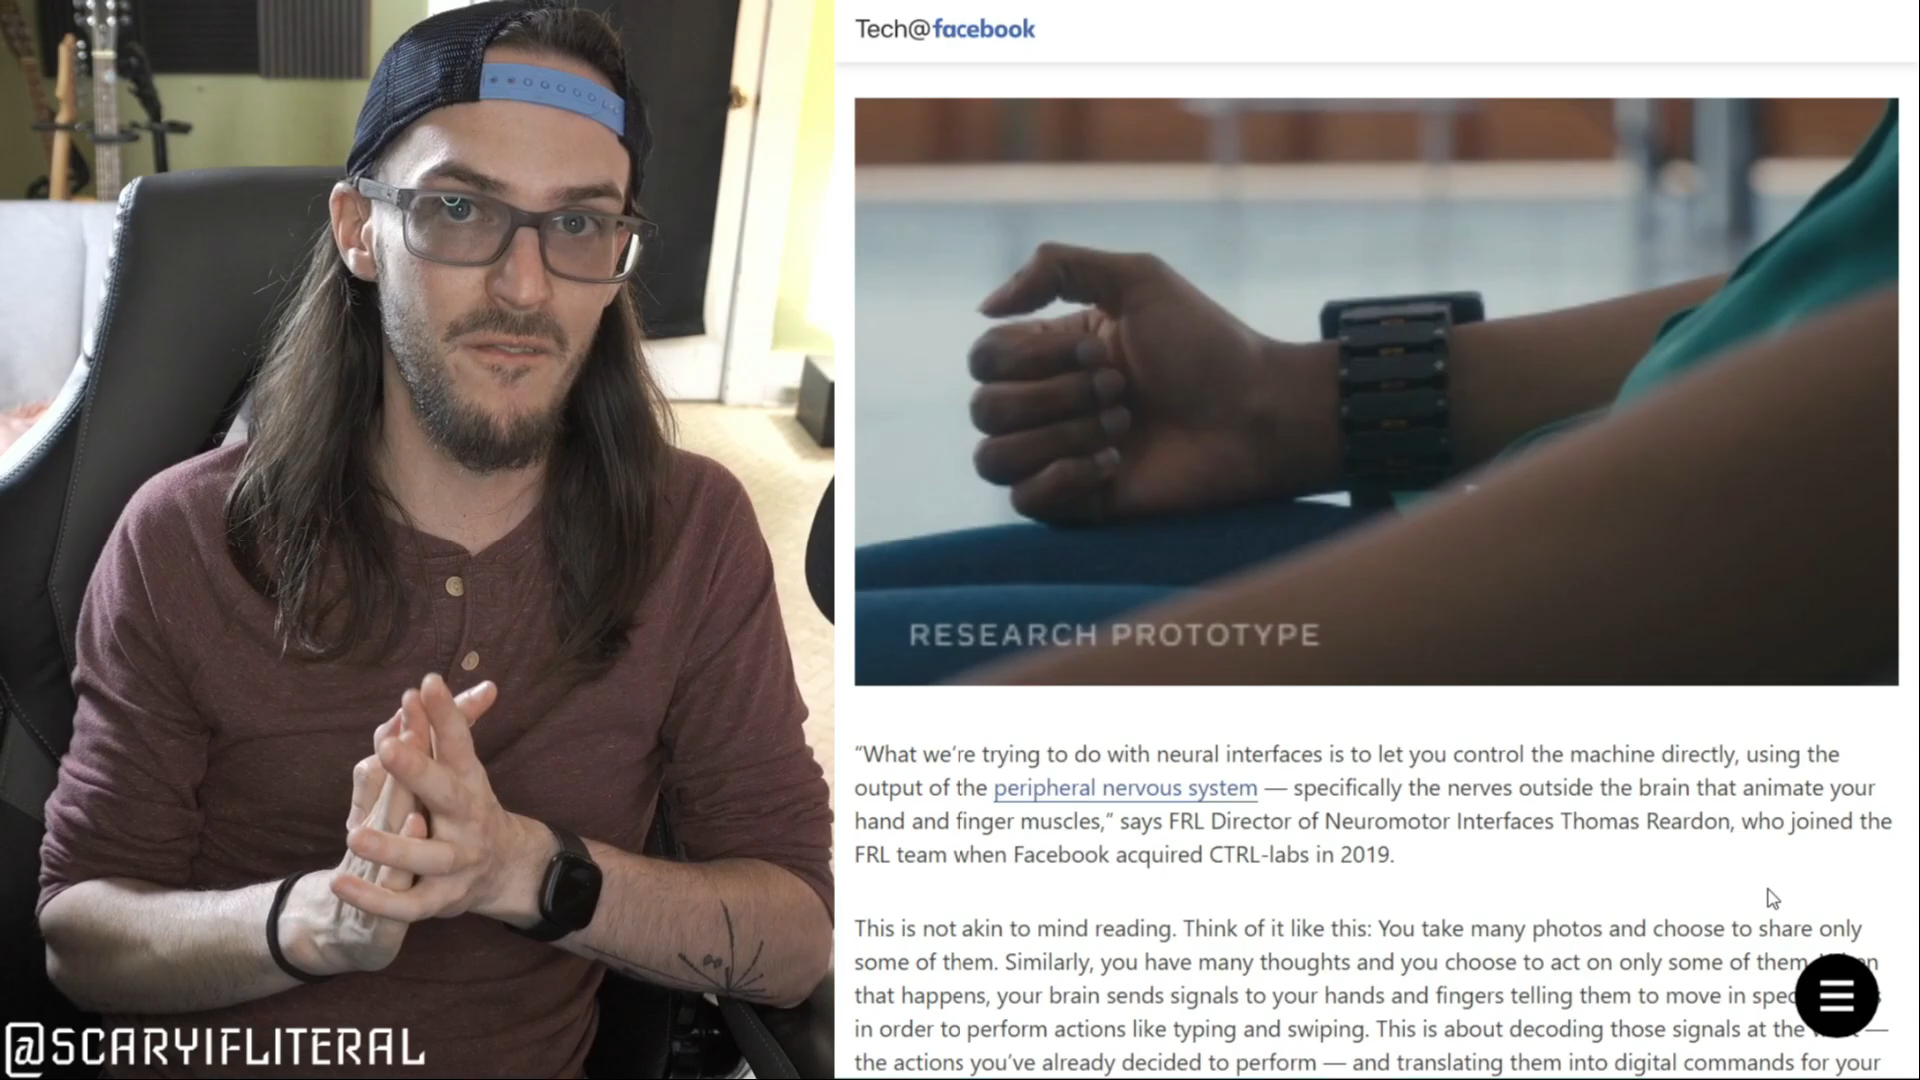 Tech@facebook
RESEARCH PROTOTYPE
“What we’re trying to do with neural interfaces is to let you control the machine directly, using the
output of the peripheral nervous system — specifically the nerves outside the brain that animate your
hand and finger muscles,” says FRL Director of Neuromotor Interfaces Thomas Reardon, who joined the
FRL team when Facebook acquired CTRL-labs in 2019.
This is not akin to mind reading. Think of it like this: You take many photos and choose to share only
some of them. Similarly, you have many thoughts and you choose to act on only some of them.
that happens, your brain sends signals to your hands and fingers telling them to move in
in order to perform actions like typing and swiping. This is about decoding those signals at the —
the actions you’ve already decided to perform — and translating them into digital commands for your
@SCARYIFLITERAL